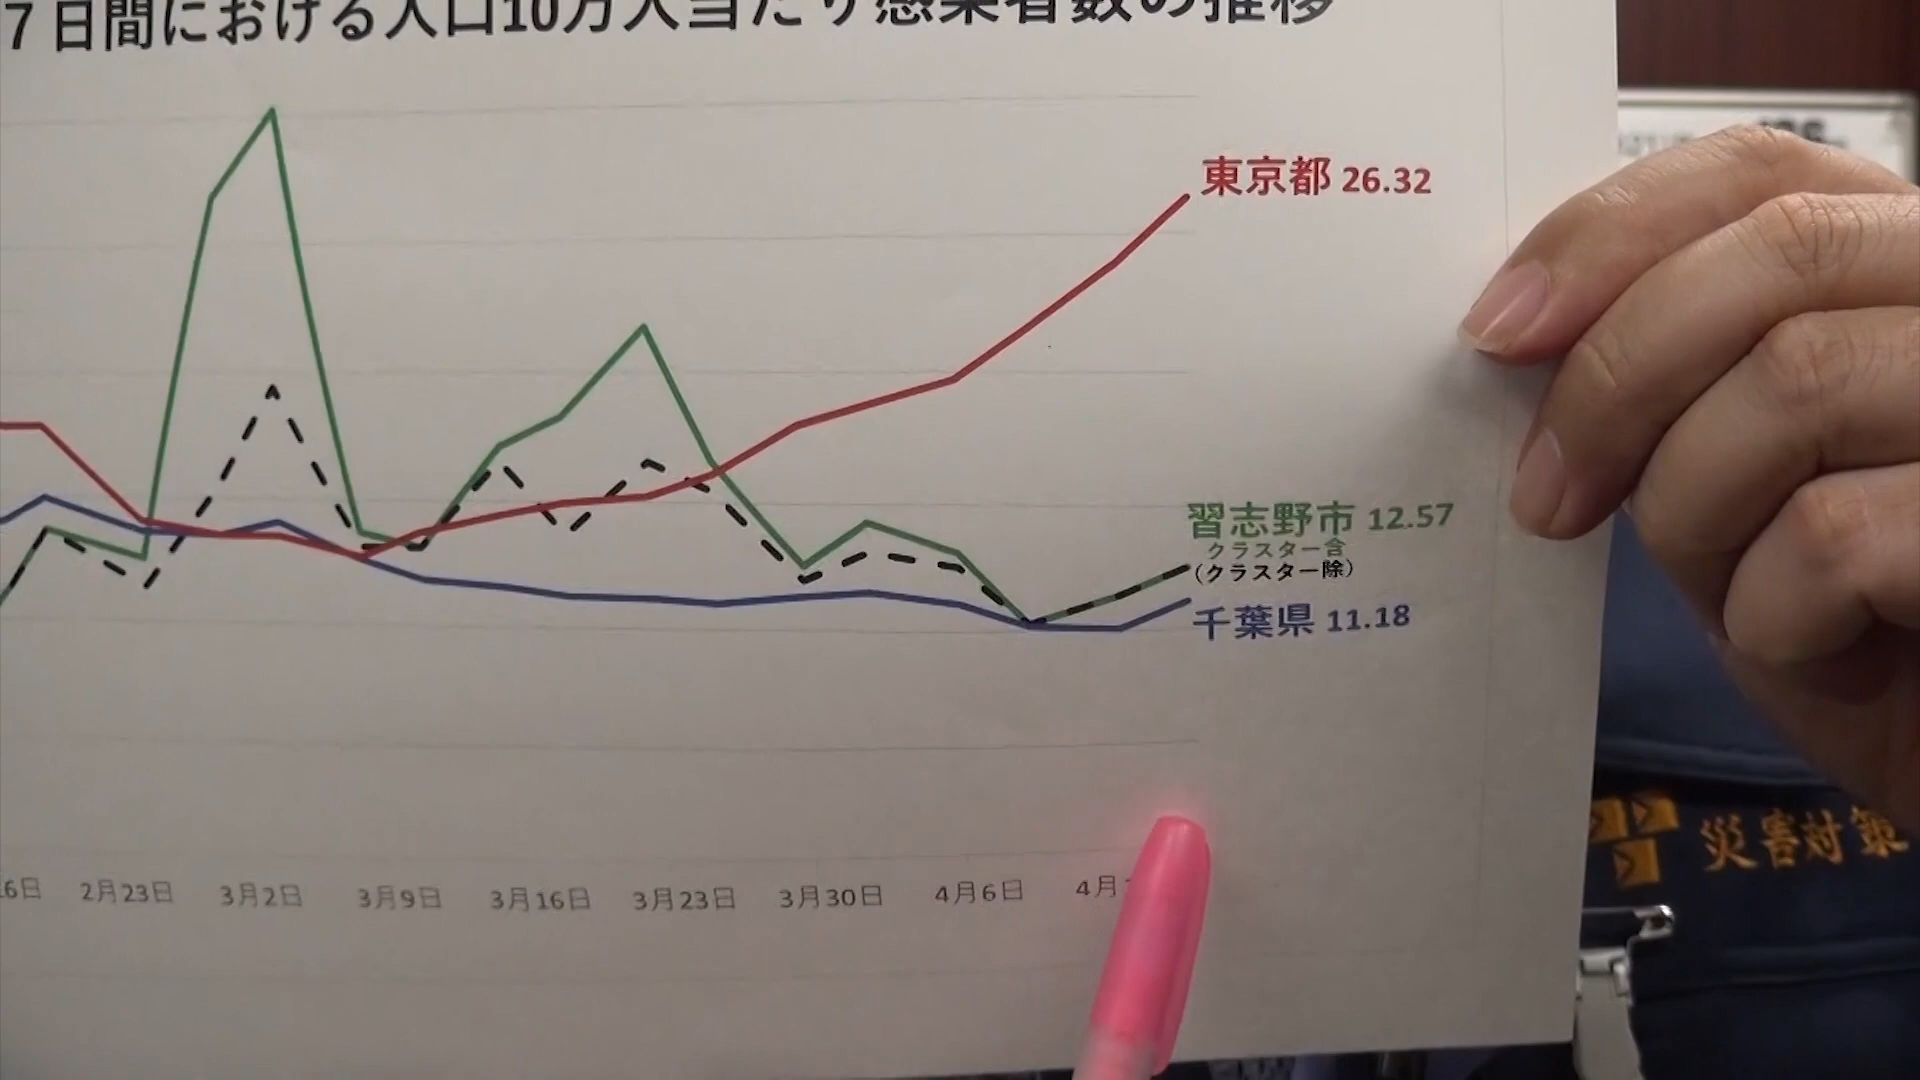 7日間における人口10万人当たり感染者数の推移
東京都 26.32
習志野市 12.57
クラスター含
(クラスター除)
千葉県 11.18
6日 2月23日 3月2日 3月9日 3月16日 3月23日 3月30日 4月6日 4月
災害対策